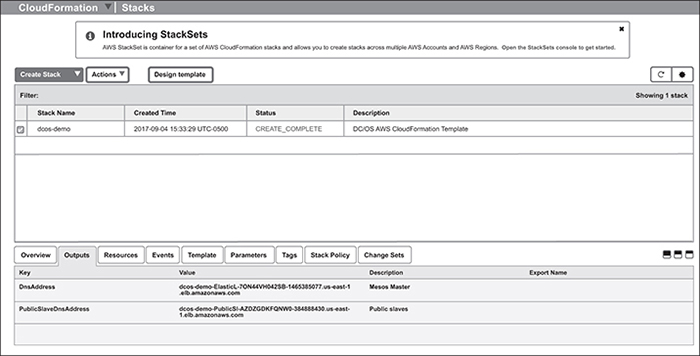 CloudFormation ▼ Stacks
Introducing StackSets
AWS StackSet is container for a set of AWS CloudFormation stacks and allows you to create stacks across multiple AWS Accounts and AWS Regions. Open the StackSets console to get started.
Create Stack ▼ Actions ▼ Design template
Filter: Showing 1 stack
Stack Name Created Time Status Description
dcos-demo 2017-09-04 15:33:29 UTC-0500 CREATE_COMPLETE DC/OS AWS CloudFormation Template
Overview Outputs Resources Events Template Parameters Tags Stack Policy Change Sets
Key Value Description Export Name
DnsAddress dcos-demo-ElasticL-7ON44VH042SB-1465385077.us-east- Mesos Master
1.elb.amazonaws.com
PublicSlaveDnsAddress dcos-demo-PublicSl-AZDZGDKFQNW0-384888430.us-east- Public slaves
1.elb.amazonaws.com